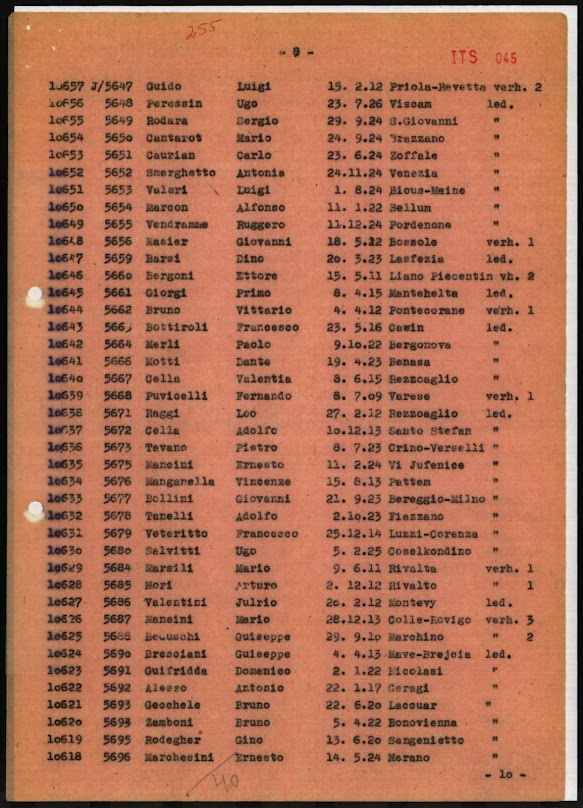 255
- 9 -
ITS 045
10657 J/5647 Guido Luigi 15. 2.12 Priola-Revetta verh. 2
10656 5648 Peressin Ugo 23. 7.26 Viscam led.
10655 5649 Rodara Sergio 29. 9.24 S.Giovanni "
10654 5650 Cantarot Mario 24. 9.24 Brazzano "
10653 5651 Caurian Carlo 23. 6.24 Zoffale "
10652 5652 Smerghetto Antonia 24.11.24 Venezia "
10651 5653 Valeri Luigi 1. 8.24 Bious-Maine "
10650 5654 Marcon Alfonso 11. 1.22 Bellum "
10649 5655 Vendramme Ruggero 11.12.24 Pordenone "
10648 5656 Masier Giovanni 18. 5.22 Bossole verh. 1
10647 5659 Barsi Dino 20. 3.23 Lasfezia led.
10646 5660 Bergoni Ettore 15. 5.11 Liano Piecentin vh. 2
10645 5661 Giorgi Primo 8. 4.15 Mantehelta led.
10644 5662 Bruno Vittario 4. 4.12 Pontecorane verh. 1
10643 Bottiroli Francesco 23. 5.16 Cawin led.
10642 5664 Merli Paolo 9.10.22 Bergonova "
10641 5666 Motti Dante 19. 4.23 Benasa "
10640 5667 Cella Valentia 8. 6.15 Rezzoaglio "
10639 5668 Puvicelli Fernando 8. 7.09 Varese verh. 1
10638 5671 Raggi Leo 27. 2.12 Rezzoaglio led.
10637 5672 Cella Adolfo 10.12.13 Santo Stefan "
10636 5673 Tavano Pietro 8. 7.23 Crino-Verselli "
10635 5675 Mancini Ernesto 11. 2.24 Vi Jufenice "
10634 5676 Manganella Vincenze 15. 8.13 Pattem "
10633 5677 Bollini Giovanni 21. 9.23 Bereggio-Milno "
10632 5678 Tanelli Adolfo 2.10.23 Fiazzano "
10631 5679 Veteritto Francesco 25.12.14 Luzzi-Corenza "
10630 5680 Salvitti Ugo 5. 2.25 Coselkondino "
10629 5684 Marsili Mario 9. 6.11 Rivalta verh. 1
10628 5685 Mori Arturo 2. 12.12 Rivalto " 1
10627 5686 Valentini Julrio 20. 2.12 Montevy led.
10626 5687 Mansini Mario 28.12.13 Colle-Rovigo verh. 3
10625 5688 Beduschi Guiseppe 29. 9.10 Marchino " 2
10624 5690 Bresciani Guiseppe 4. 4.13 Mave-Brejoia led.
10623 5691 Guifridda Domenico 2. 1.22 Nicolasi "
10622 5692 Alesso Antonio 22. 1.17 Ceragi "
10621 5693 Gecchele Bruno 22. 6.20 Laccuar "
10620 5693 Zamboni Bruno 5. 4.22 Bonovienna "
10619 5695 Rodegher Gino 13. 6.20 Sangenietto "
10618 5696 Marchesini Ernesto 14. 5.24 Merano "
40
- 10 -